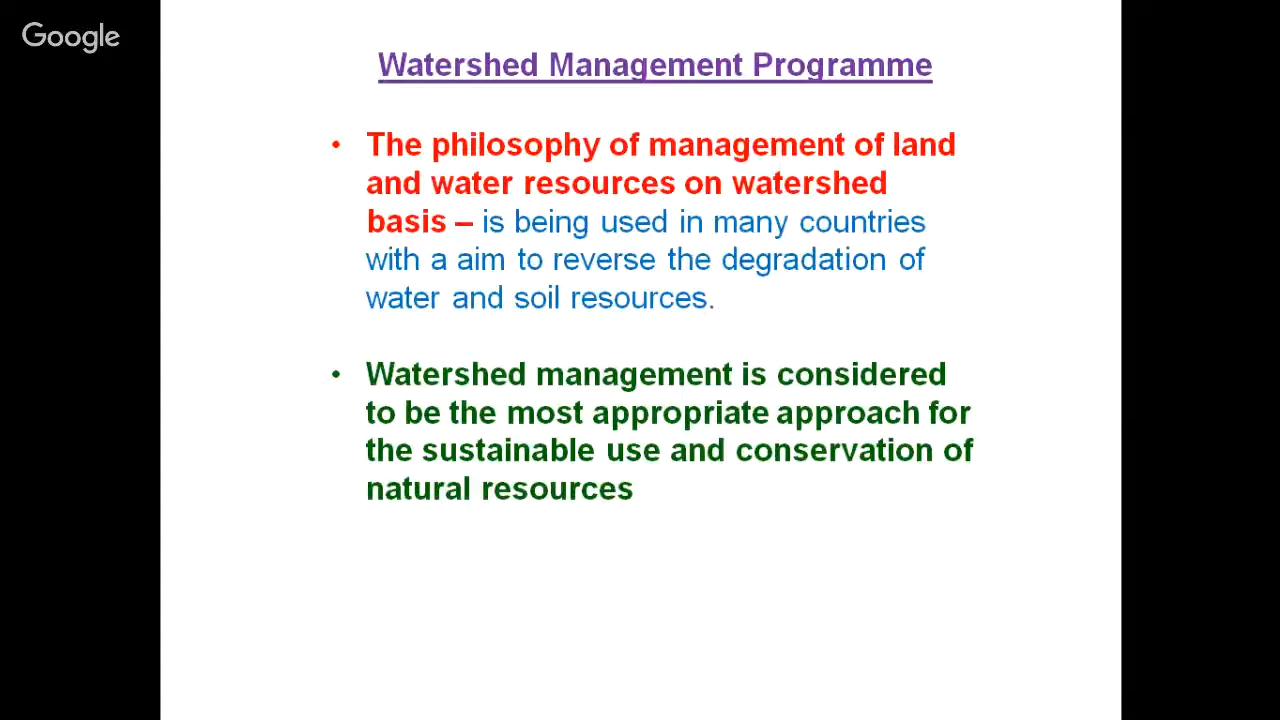 Google
Watershed Management Programme
• The philosophy of management of land
and water resources on watershed
basis – is being used in many countries
with a aim to reverse the degradation of
water and soil resources.
• Watershed management is considered
to be the most appropriate approach for
the sustainable use and conservation of
natural resources